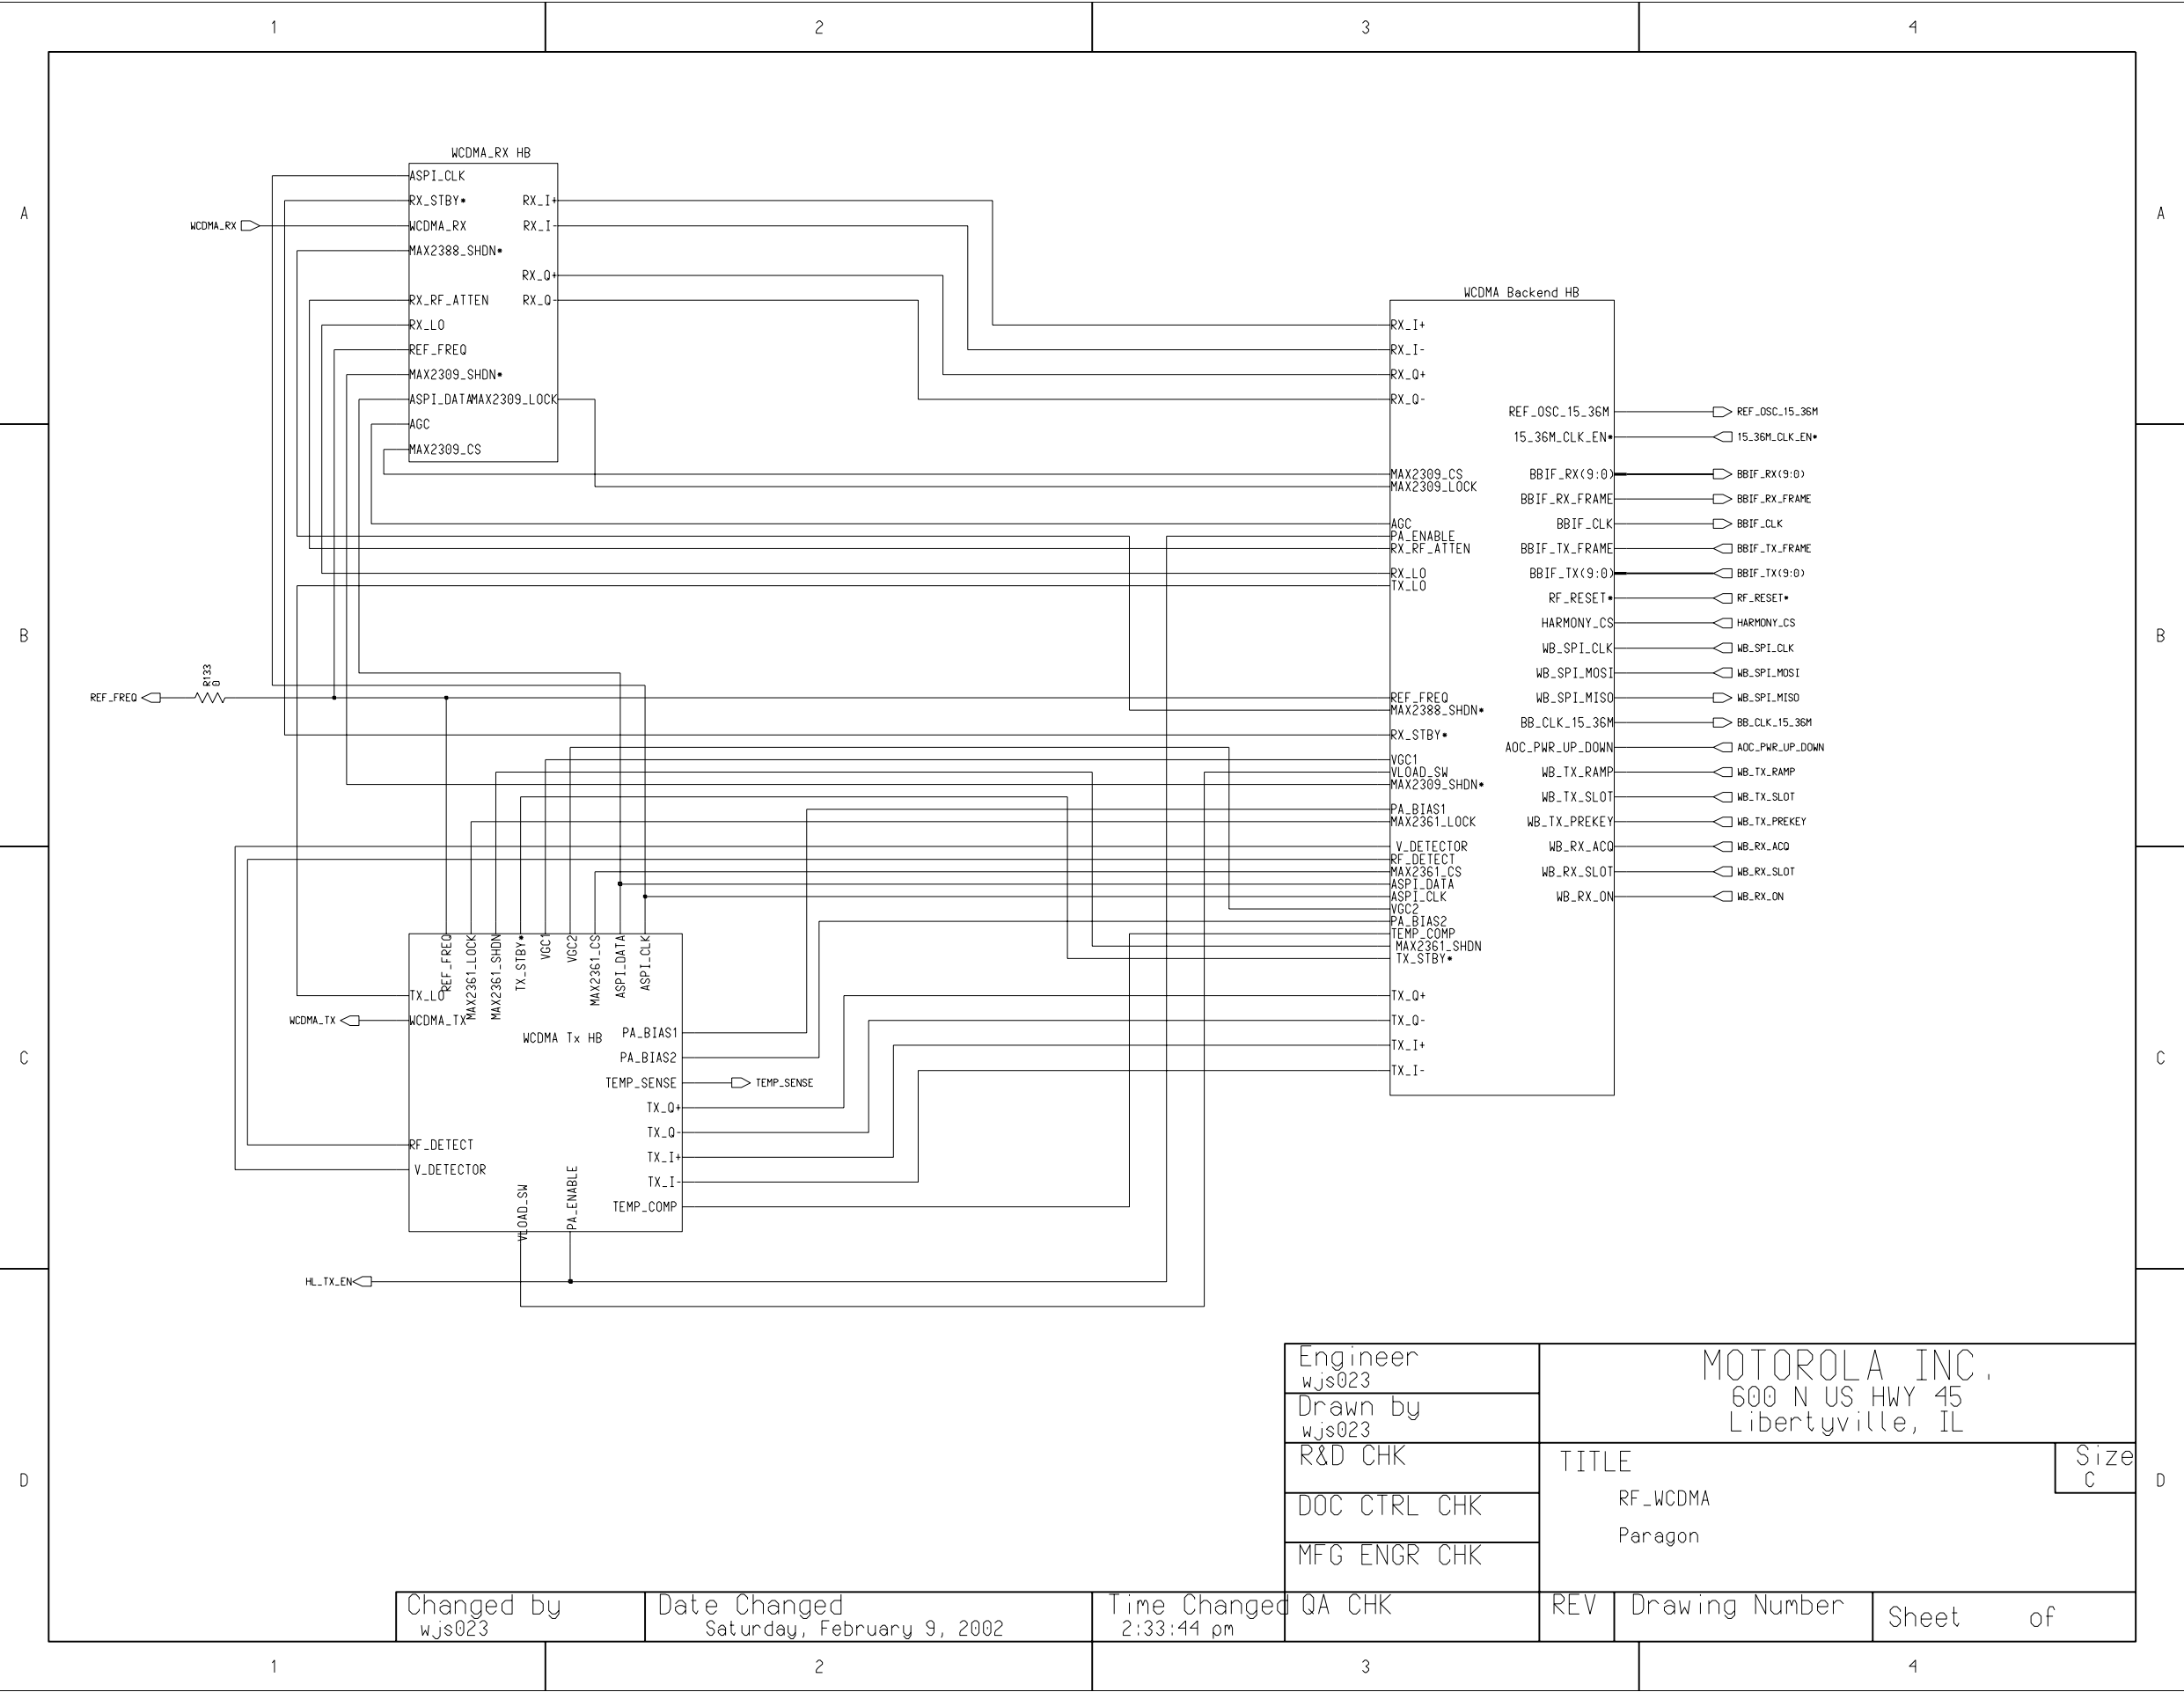 1 2 3 4
A A
B B
C C
D D
WCDMA_RX HB
ASPI_CLK
RX_STBY* RX_I+
WCDMA_RX
WCDMA_RX RX_I-
MAX2388_SHDN*
RX_Q+
RX_RF_ATTEN RX_Q-
RX_LO
REF_FREQ
MAX2309_SHDN*
ASPI_DATA MAX2309_LOCK
AGC
MAX2309_CS
WCDMA Backend HB
RX_I+
RX_I-
RX_Q+
RX_Q-
MAX2309_CS
MAX2309_LOCK
AGC
PA_ENABLE
RX_RF_ATTEN
RX_LO
TX_LO
REF_FREQ
MAX2388_SHDN*
RX_STBY*
VGC1
VLOAD_SW
MAX2309_SHDN*
PA_BIAS1
MAX2361_LOCK
V_DETECTOR
RF_DETECT
MAX2361_CS
ASPI_DATA
ASPI_CLK
VGC2
PA_BIAS2
TEMP_COMP
MAX2361_SHDN
TX_STBY*
TX_Q+
TX_Q-
TX_I+
TX_I-
REF_OSC_15_36M REF_OSC_15_36M
15_36M_CLK_EN* 15_36M_CLK_EN*
BBIF_RX(9:0) BBIF_RX(9:0)
BBIF_RX_FRAME BBIF_RX_FRAME
BBIF_CLK BBIF_CLK
BBIF_TX_FRAME BBIF_TX_FRAME
BBIF_TX(9:0) BBIF_TX(9:0)
RF_RESET* RF_RESET*
HARMONY_CS HARMONY_CS
WB_SPI_CLK WB_SPI_CLK
WB_SPI_MOSI WB_SPI_MOSI
WB_SPI_MISO WB_SPI_MISO
BB_CLK_15_36M BB_CLK_15_36M
AOC_PWR_UP_DOWN AOC_PWR_UP_DOWN
WB_TX_RAMP WB_TX_RAMP
WB_TX_SLOT WB_TX_SLOT
WB_TX_PREKEY WB_TX_PREKEY
WB_RX_ACQ WB_RX_ACQ
WB_RX_SLOT WB_RX_SLOT
WB_RX_ON WB_RX_ON
R133
0
REF_FREQ
REF_FREQ
MAX2361_LOCK
MAX2361_SHDN
TX_STBY*
VGC1
VGC2
MAX2361_CS
ASPI_DATA
ASPI_CLK
TX_LO
WCDMA_TX
WCDMA_TX
WCDMA Tx HB
PA_BIAS1
PA_BIAS2
TEMP_SENSE TEMP_SENSE
TX_Q+
TX_Q-
RF_DETECT
TX_I+
V_DETECTOR
TX_I-
TEMP_COMP
VLOAD_SW
PA_ENABLE
HL_TX_EN
Engineer
wjs023
Drawn by
wjs023
R&D CHK
DOC CTRL CHK
MFG ENGR CHK
QA CHK
MOTOROLA INC.
600 N US HWY 45
Libertyville, IL
TITLE
RF_WCDMA
Paragon
Size
C
Changed by
wjs023
Date Changed
Saturday, February 9, 2002
Time Changed
2:33:44 pm
REV
Drawing Number
Sheet of
1 2 3 4